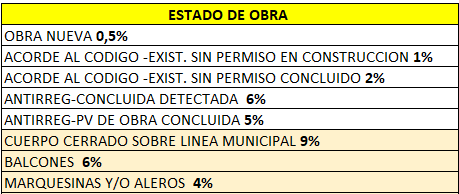 ESTADO DE OBRA
OBRA NUEVA 0,5%
ACORDE AL CODIGO -EXIST. SIN PERMISO EN CONSTRUCCION 1%
ACORDE AL CODIGO -EXIST. SIN PERMISO CONCLUIDO 2%
ANTIRREG-CONCLUIDA DETECTADA 6%
ANTIRREG-PV DE OBRA CONCLUIDA 5%
CUERPO CERRADO SOBRE LINEA MUNICIPAL 9%
BALCONES 6%
MARQUESINAS Y/O ALEROS 4%